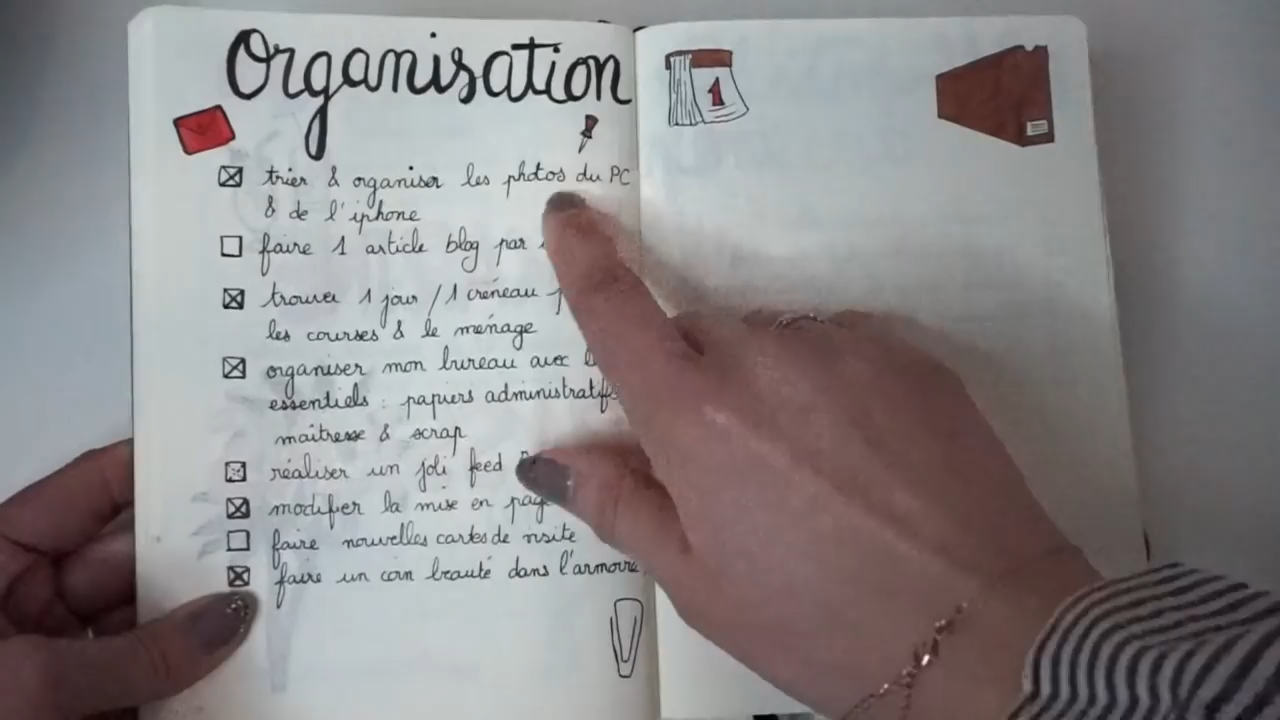 Organisation
1
trier & organiser les photos du PC
& de l'iphone
faire 1 article blog par
trouver 1 jour / 1 créneau
les courses & le ménage
organiser mon bureau avec
essentiels : papiers administratifs
maîtresse & scrap
réaliser un joli feed
modifier la mise en page
faire nouvelles cartes de visite
faire un coin beauté dans l'armoire